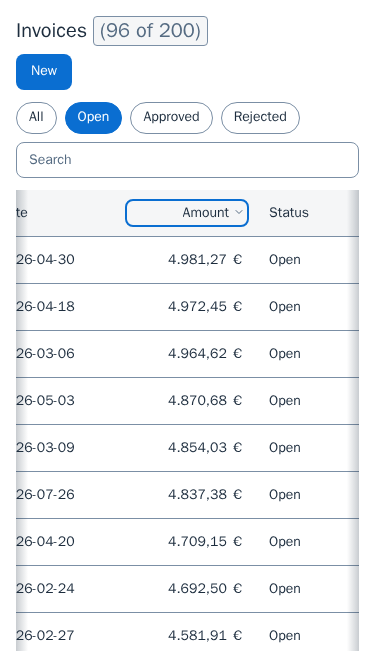 Invoices (96 of 200)
New
All Open Approved Rejected
Search
te Amount Status
26-04-30 4.981,27 € Open
26-04-18 4.972,45 € Open
26-03-06 4.964,62 € Open
26-05-03 4.870,68 € Open
26-03-09 4.854,03 € Open
26-07-26 4.837,38 € Open
26-04-20 4.709,15 € Open
26-02-24 4.692,50 € Open
26-02-27 4.581,91 € Open